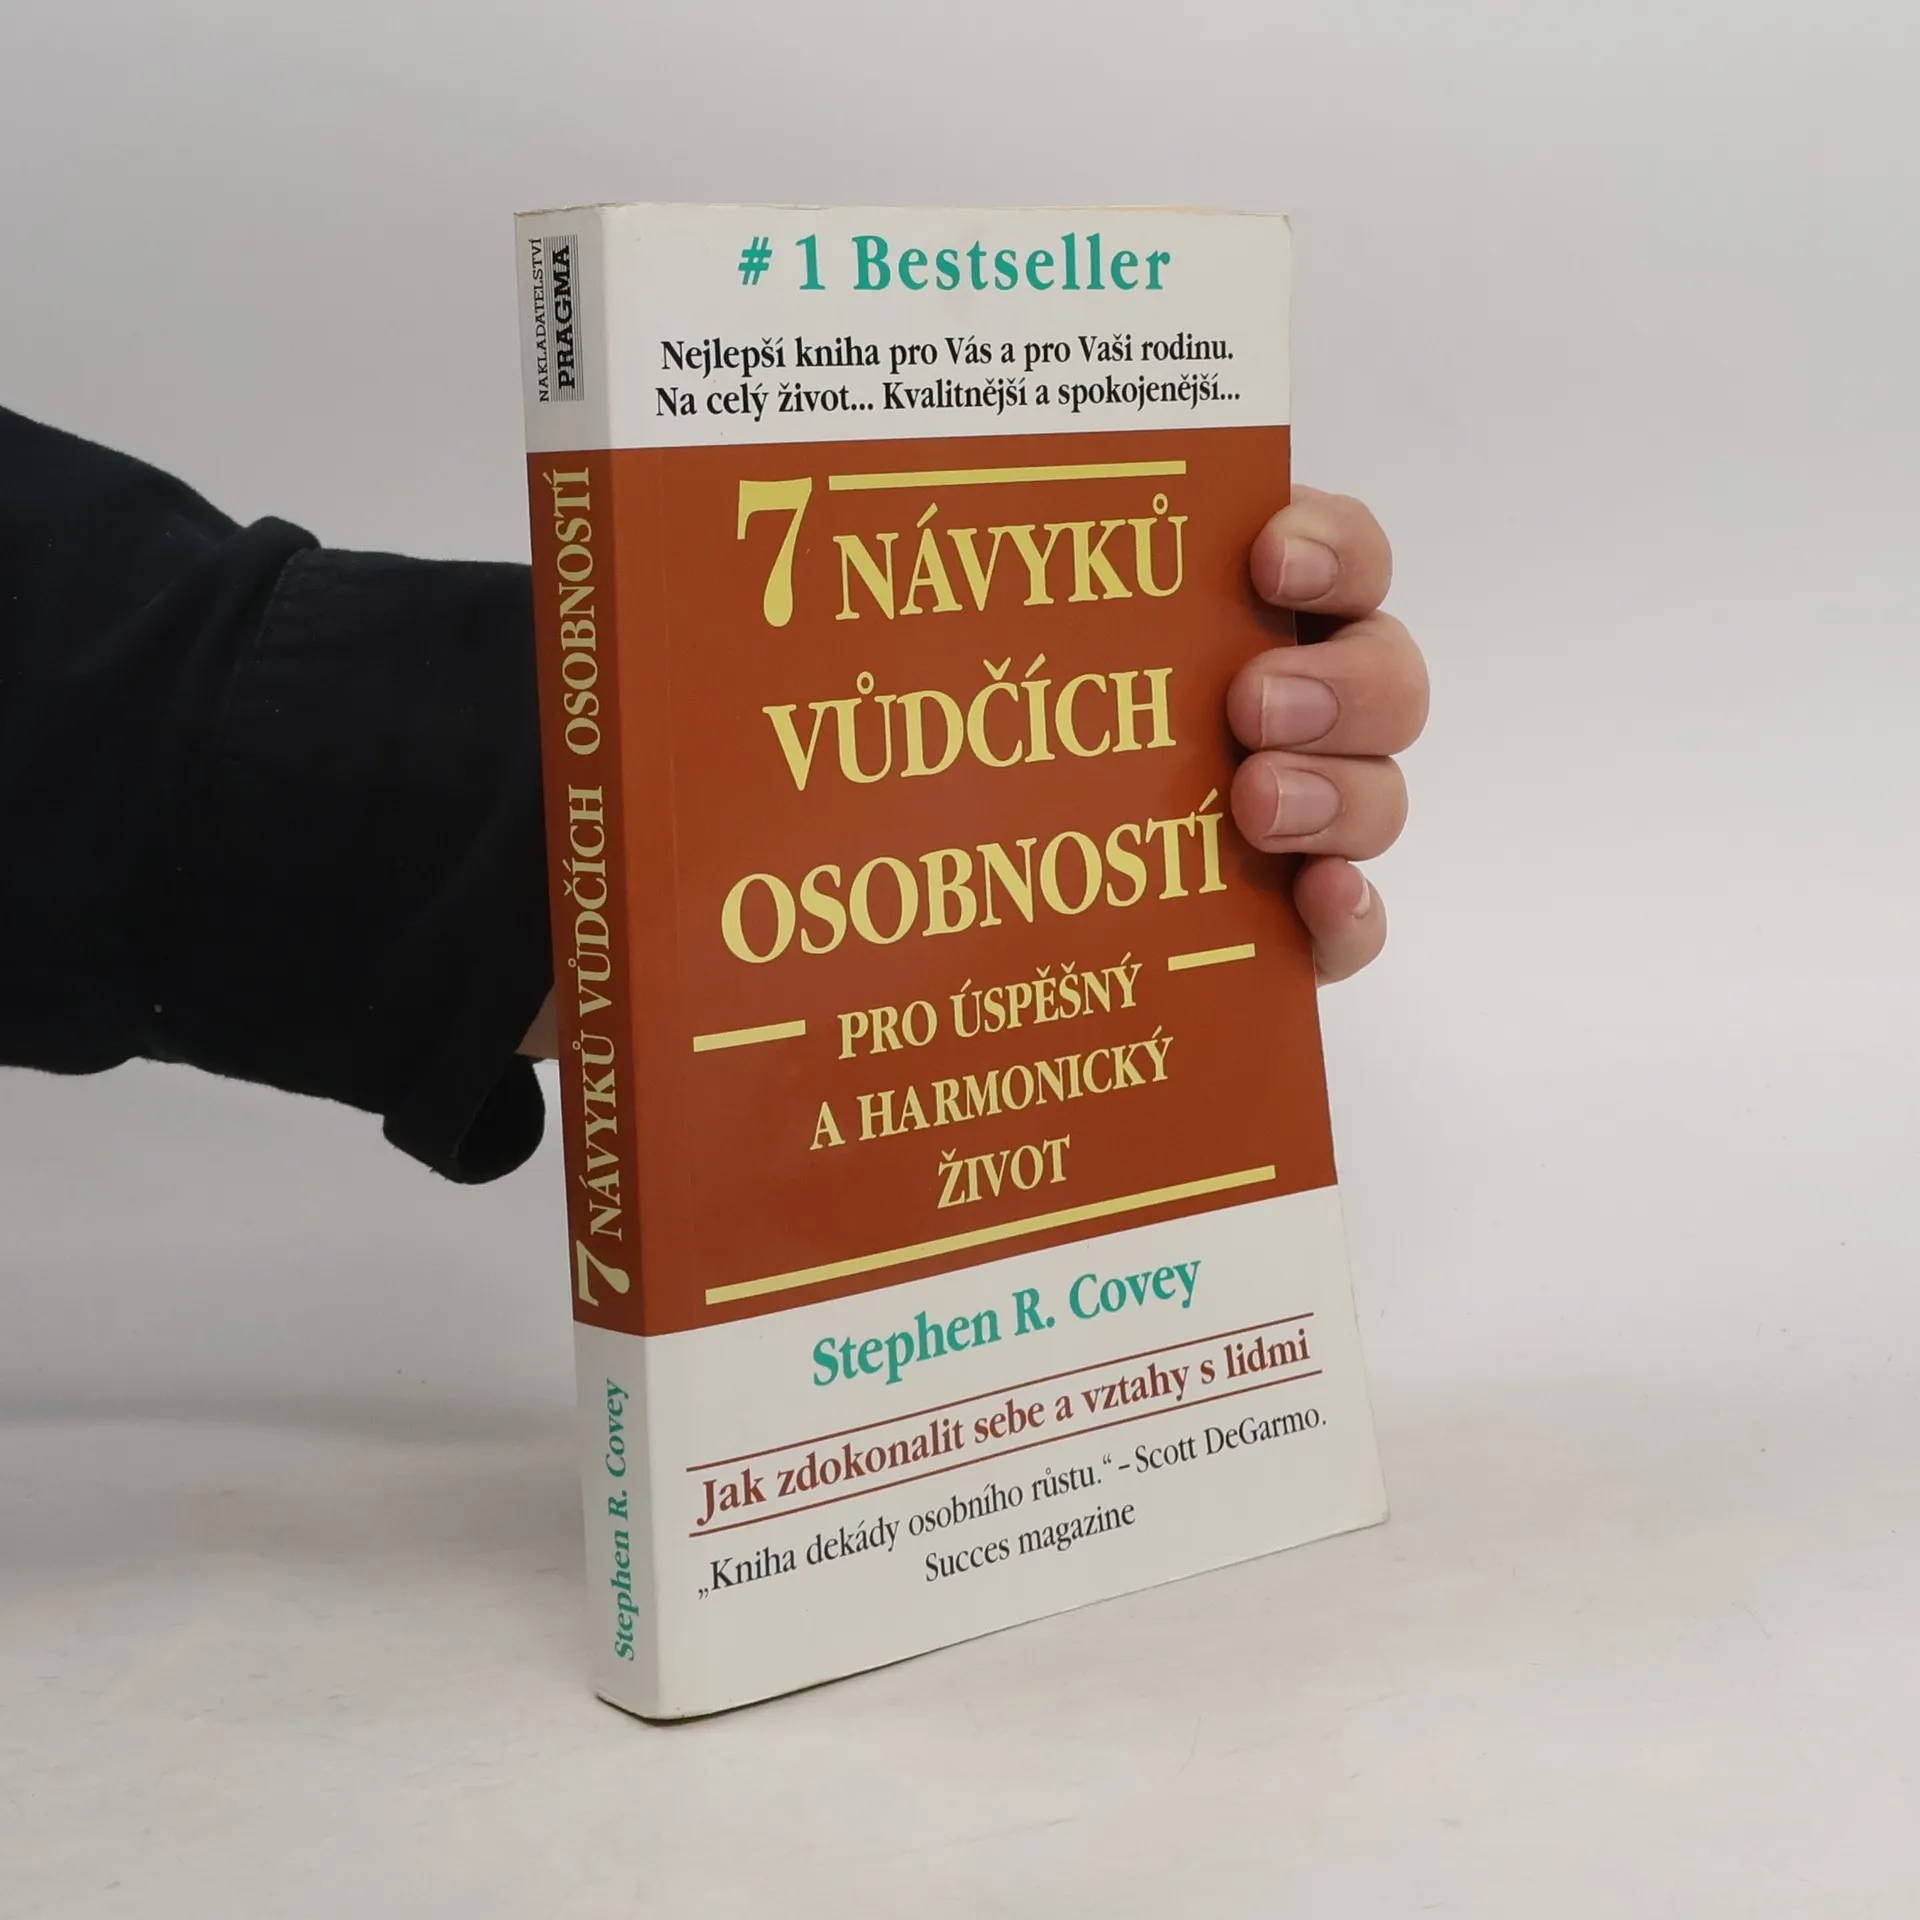 # 1 Bestseller
Nejlepší kniha pro Vás a pro Vaši rodinu.
Na celý život... Kvalitnější a spokojenější...
7 NÁVYKŮ
VŮDČÍCH
OSOBNOSTÍ
PRO ÚSPĚŠNÝ
A HARMONICKÝ
ŽIVOT
Stephen R. Covey
Jak zdokonalit sebe a vztahy s lidmi
„Kniha dekády osobního růstu.“ – Scott DeGarmo.
Succes magazine
NAKLADATELSTVÍ
PRAGMA
7 NÁVYKŮ VŮDČÍCH OSOBNOSTÍ
Stephen R. Covey